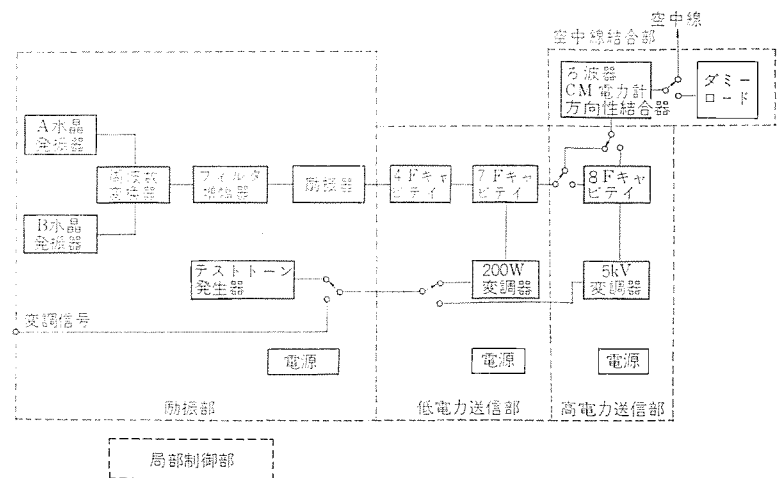 空中線
空中線結合部
ろ波器
CM電力計
方向性結合器
ダミー
ロード
A水晶
発振器
周波数
変換器
フィルタ
増幅器
励振器
4Fキャ
ビティ
7Fキャ
ビティ
8Fキャ
ビティ
B水晶
発振器
テストトーン
発生器
200W
変調器
5kV
変調器
変調信号
電源
電源
電源
励振部
低電力送信部
高電力送信部
局部制御部